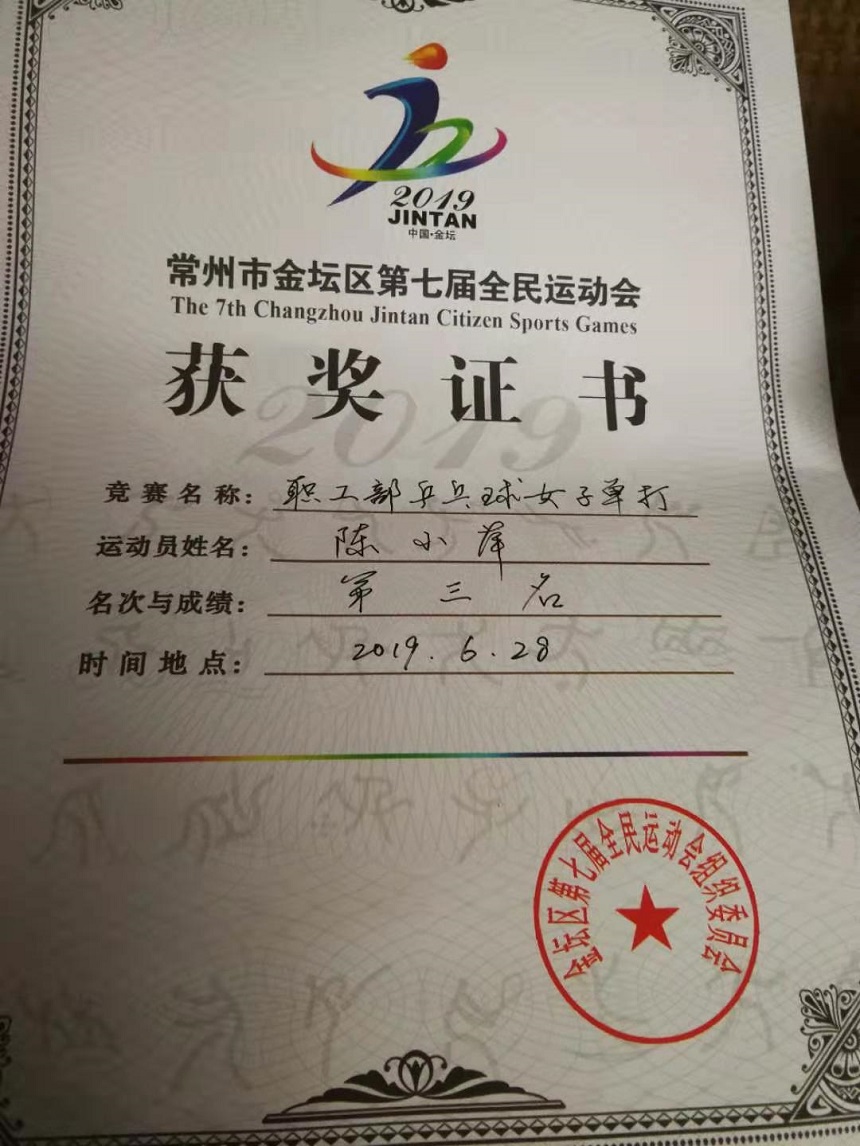 2019
JINTAN
中国·金坛
常州市金坛区第七届全民运动会
The 7th Changzhou Jintan Citizen Sports Games
获奖证书
2019
竞赛名称：职工部乒乓球女子单打
运动员姓名：陈小萍
名次与成绩：第三名
时间地点：2019.6.28
金坛区第七届全民运动会组织委员会